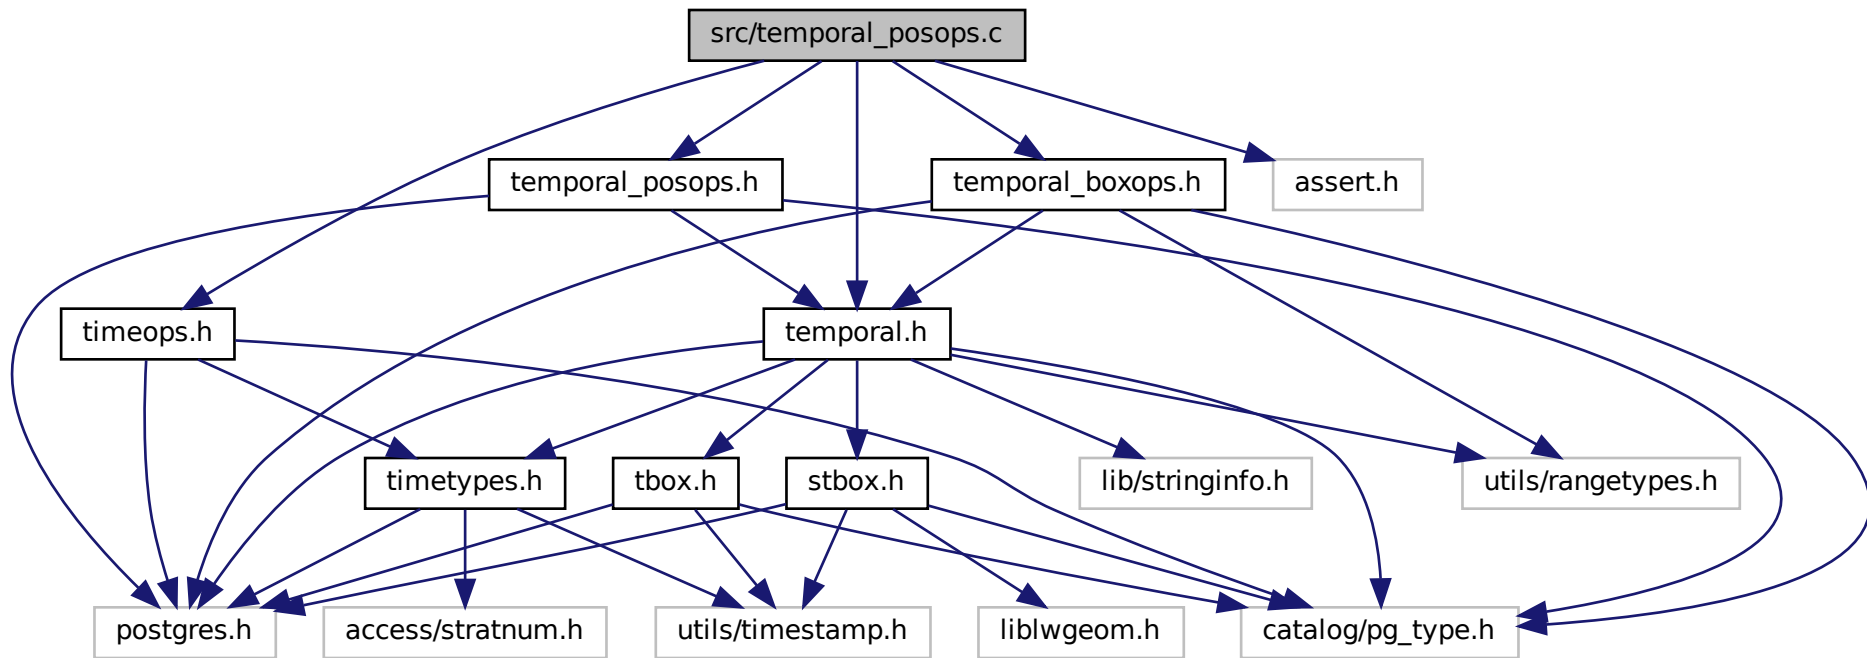 src/temporal_posops.c
temporal_posops.h
temporal_boxops.h
assert.h
timeops.h
temporal.h
timetypes.h
tbox.h
stbox.h
lib/stringinfo.h
utils/rangetypes.h
postgres.h
access/stratnum.h
utils/timestamp.h
liblwgeom.h
catalog/pg_type.h